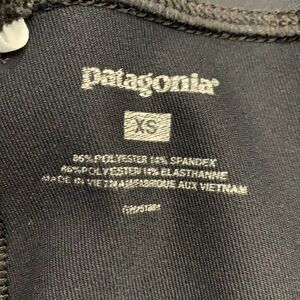 patagonia®
XS
86% POLYESTER 14% SPANDEX
86% POLYESTER/14% ELASTHANNE
MADE IN VIETNAM/FABRIQUE AUX VIETNAM